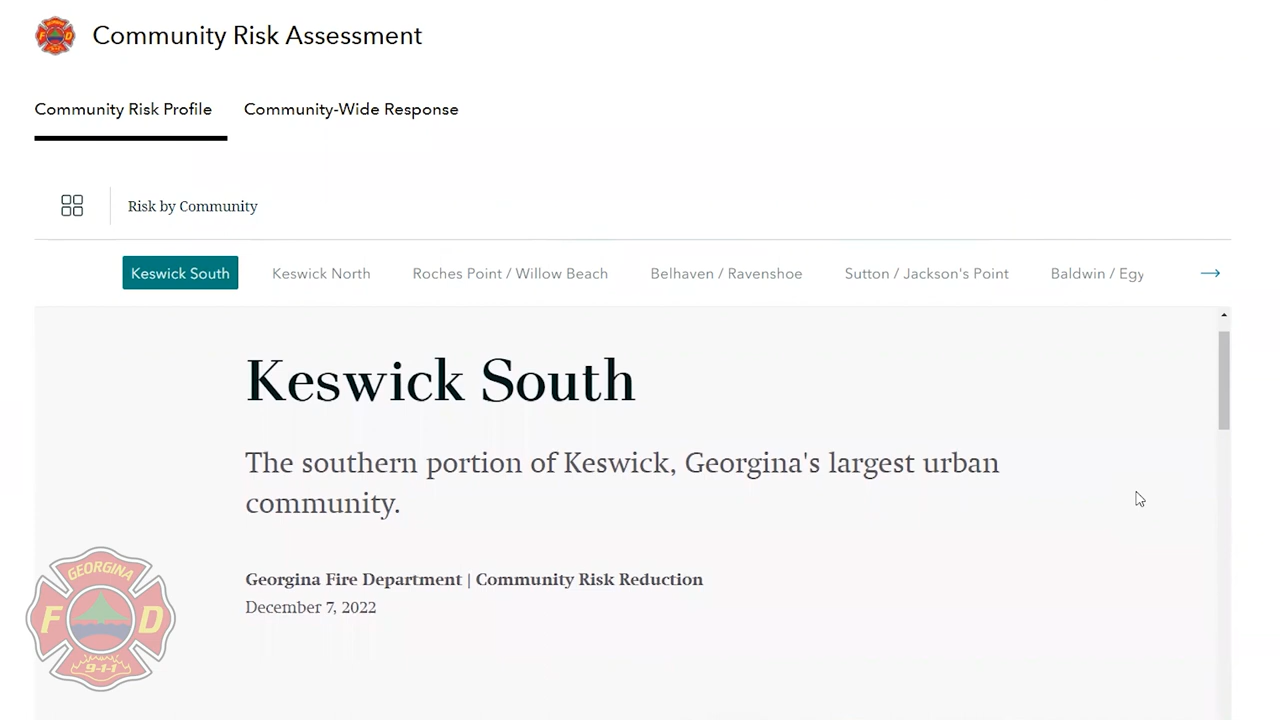 Community Risk Assessment
Community Risk Profile
Community-Wide Response
Risk by Community
Keswick South
Keswick North
Roches Point / Willow Beach
Belhaven / Ravenshoe
Sutton / Jackson's Point
Baldwin / Egy
Keswick South
The southern portion of Keswick, Georgina's largest urban
community.
Georgina Fire Department | Community Risk Reduction
December 7, 2022
GEORGINA
F D
9-1-1